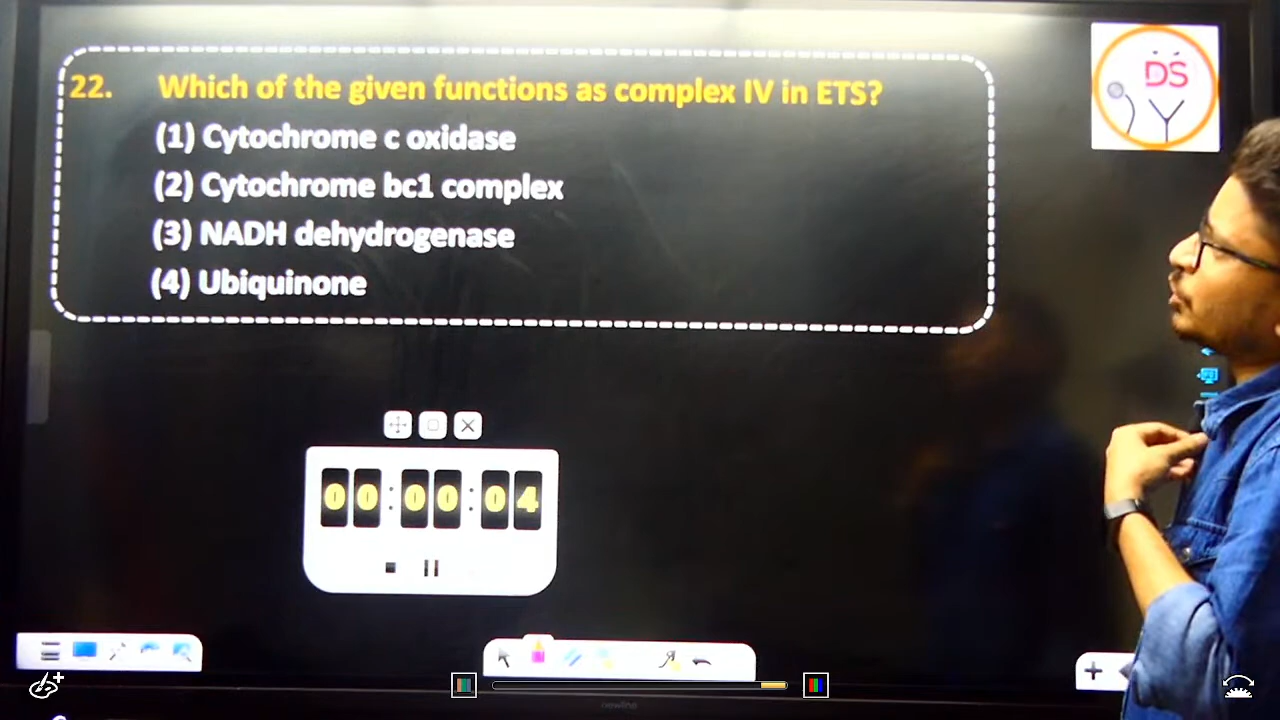 22. Which of the given functions as complex IV in ETS?
(1) Cytochrome c oxidase
(2) Cytochrome bc1 complex
(3) NADH dehydrogenase
(4) Ubiquinone
DS
00:00:04
newline